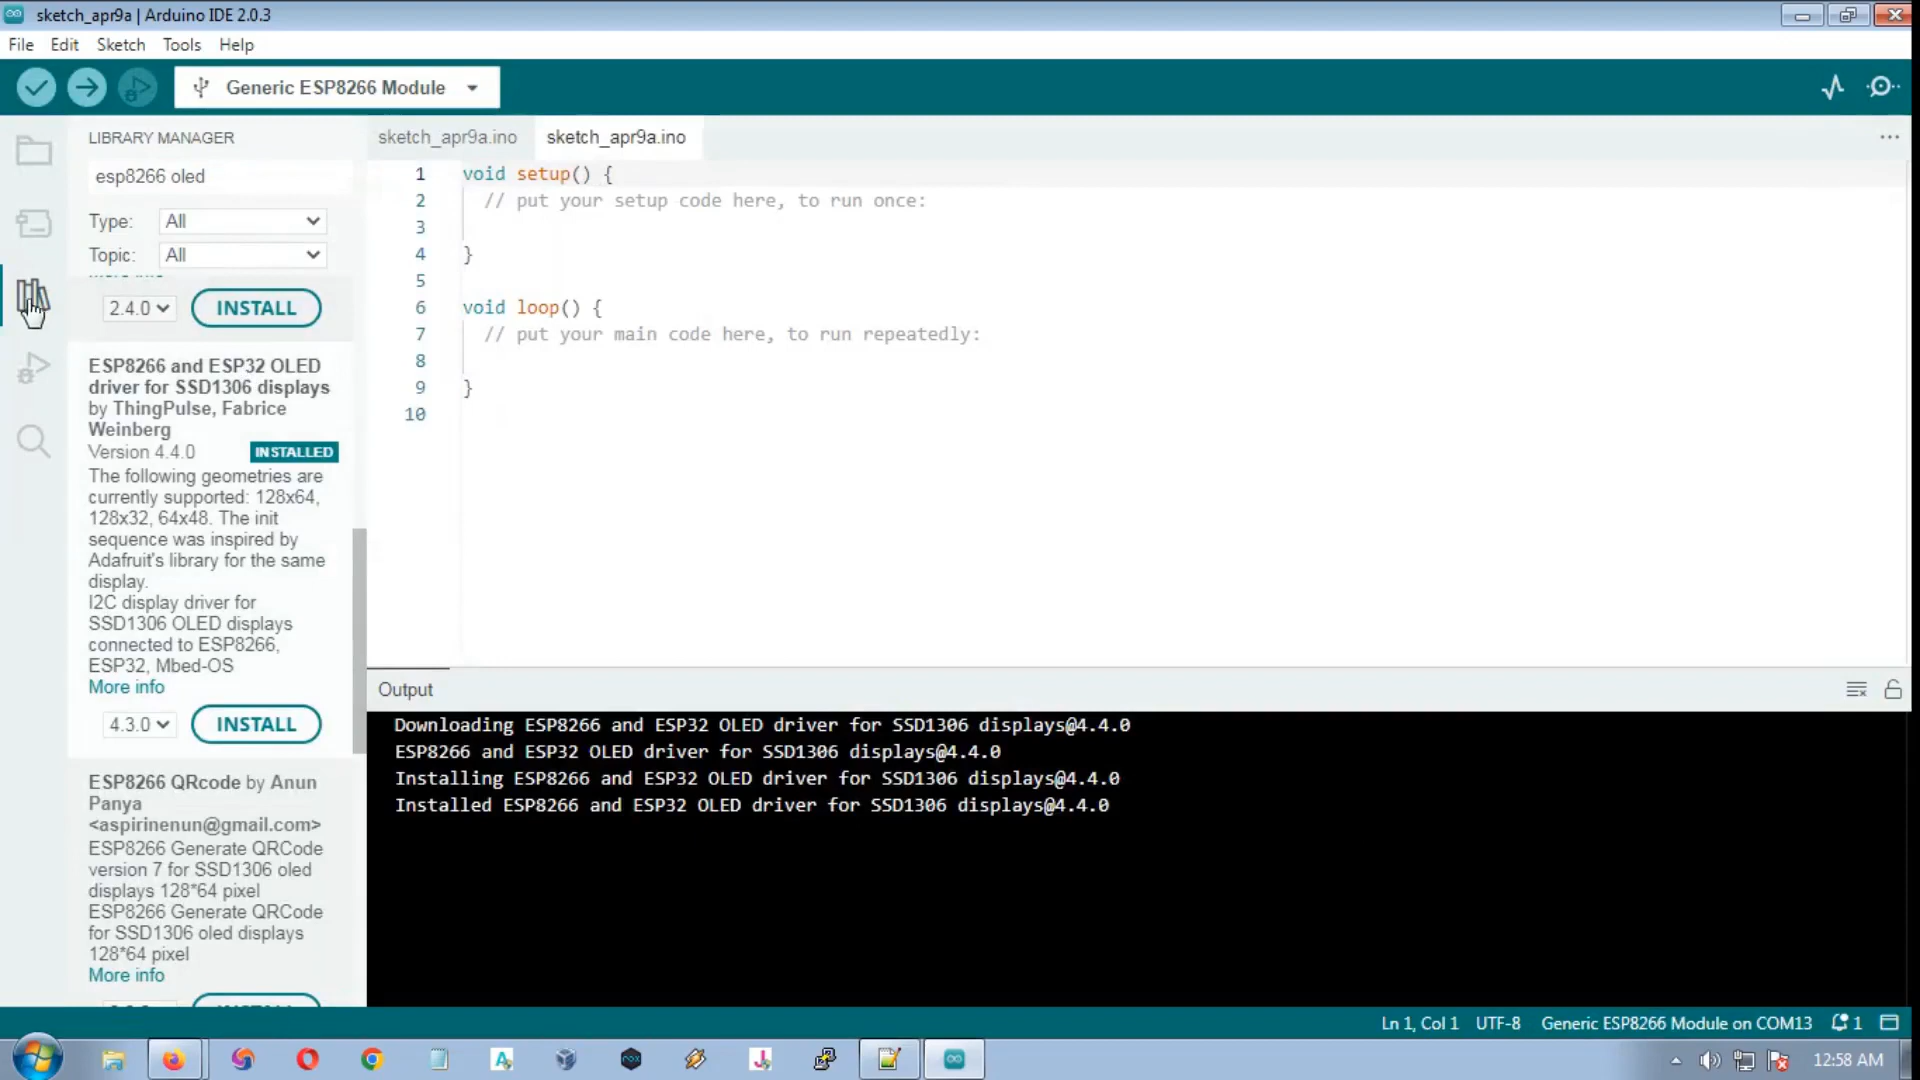 sketch_apr9a | Arduino IDE 2.0.3
File Edit Sketch Tools Help
Generic ESP8266 Module
LIBRARY MANAGER
esp8266 oled
Type: All
Topic: All
More info
2.4.0 INSTALL
ESP8266 and ESP32 OLED
driver for SSD1306 displays
by ThingPulse, Fabrice
Weinberg
Version 4.4.0 INSTALLED
The following geometries are
currently supported: 128x64,
128x32, 64x48. The init
sequence was inspired by
Adafruit's library for the same
display.
I2C display driver for
SSD1306 OLED displays
connected to ESP8266,
ESP32, Mbed-OS
More info
4.3.0 INSTALL
ESP8266 QRcode by Anun
Panya
<aspirinenun@gmail.com>
ESP8266 Generate QRCode
version 7 for SSD1306 oled
displays 128*64 pixel
ESP8266 Generate QRCode
for SSD1306 oled displays
128*64 pixel
More info
sketch_apr9a.ino sketch_apr9a.ino
1 void setup() {
2 // put your setup code here, to run once:
3
4 }
5
6 void loop() {
7 // put your main code here, to run repeatedly:
8
9 }
10
Output
Downloading ESP8266 and ESP32 OLED driver for SSD1306 displays@4.4.0
ESP8266 and ESP32 OLED driver for SSD1306 displays@4.4.0
Installing ESP8266 and ESP32 OLED driver for SSD1306 displays@4.4.0
Installed ESP8266 and ESP32 OLED driver for SSD1306 displays@4.4.0
Ln 1, Col 1 UTF-8 Generic ESP8266 Module on COM13 1
12:58 AM